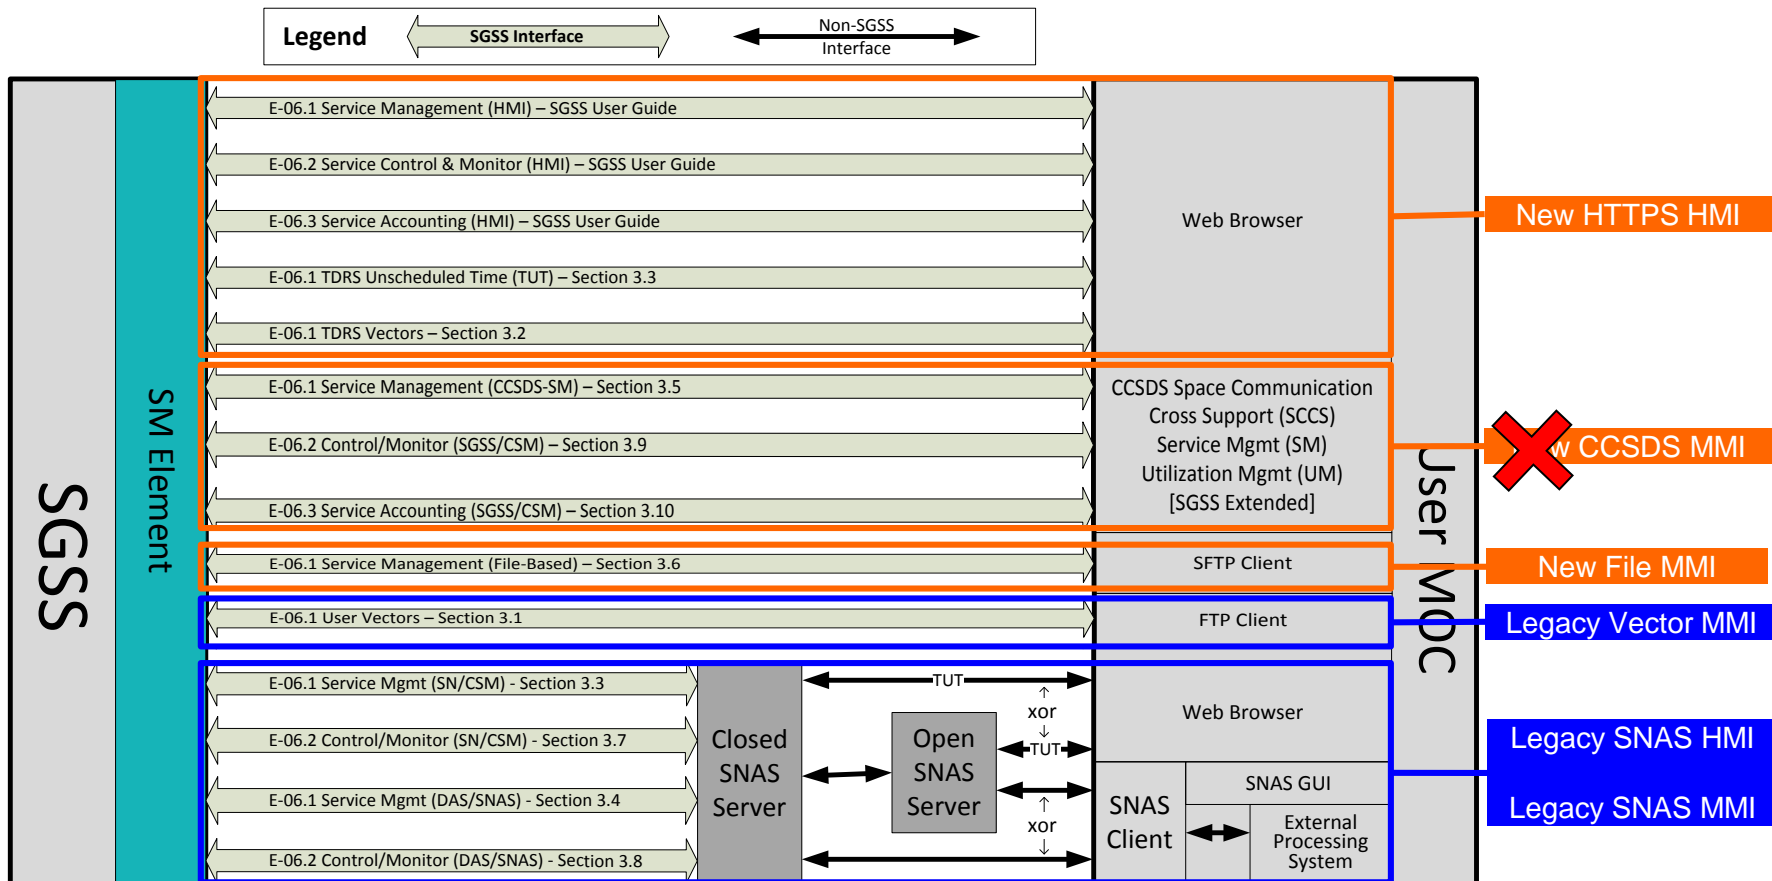 Legend
SGSS Interface
Non-SGSS
Interface
SGSS
SM Element
E-06.1 Service Management (HMI) – SGSS User Guide
E-06.2 Service Control & Monitor (HMI) – SGSS User Guide
E-06.3 Service Accounting (HMI) – SGSS User Guide
E-06.1 TDRS Unscheduled Time (TUT) – Section 3.3
E-06.1 TDRS Vectors – Section 3.2
Web Browser
New HTTPS HMI
E-06.1 Service Management (CCSDS-SM) – Section 3.5
E-06.2 Control/Monitor (SGSS/CSM) – Section 3.9
E-06.3 Service Accounting (SGSS/CSM) – Section 3.10
CCSDS Space Communication
Cross Support (SCCS)
Service Mgmt (SM)
Utilization Mgmt (UM)
[SGSS Extended]
CCSDS MMI
User MOC
E-06.1 Service Management (File-Based) – Section 3.6
SFTP Client
New File MMI
E-06.1 User Vectors – Section 3.1
FTP Client
Legacy Vector MMI
E-06.1 Service Mgmt (SN/CSM) - Section 3.3
E-06.2 Control/Monitor (SN/CSM) - Section 3.7
E-06.1 Service Mgmt (DAS/SNAS) - Section 3.4
E-06.2 Control/Monitor (DAS/SNAS) - Section 3.8
Closed
SNAS
Server
TUT
↑
xor
↓
TUT
Open
SNAS
Server
↑
xor
↓
Web Browser
SNAS
Client
SNAS GUI
External
Processing
System
Legacy SNAS HMI
Legacy SNAS MMI